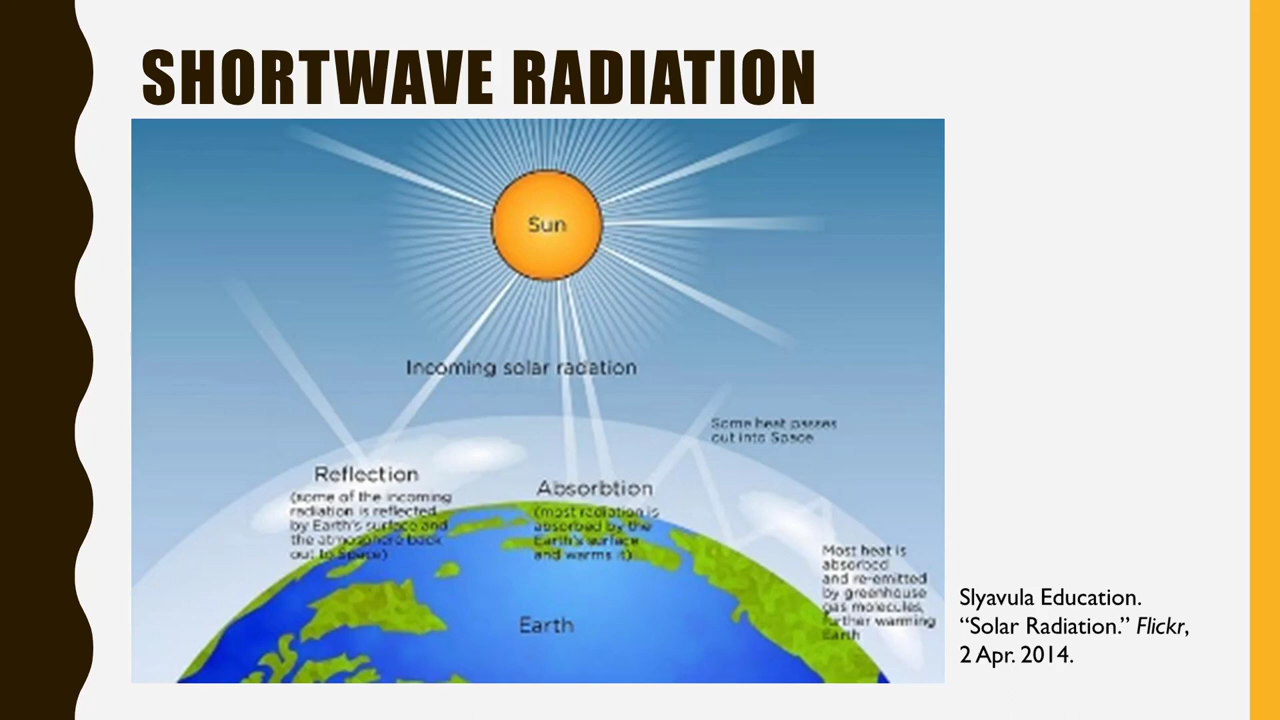 SHORTWAVE RADIATION
Sun
Incoming solar radation
Some heat passes
out into Space
Reflection
(some of the incoming
radiation is reflected
by Earth's surface and
the atmosphere back
out to Space)
Absorbtion
(most radiation is
absorbed by the
Earth's surface
and warms it)
Most heat is
absorbed
and re-emitted
by greenhouse
gas molecules,
further warming
Earth
Earth
Slyavula Education.
“Solar Radiation.” Flickr,
2 Apr. 2014.